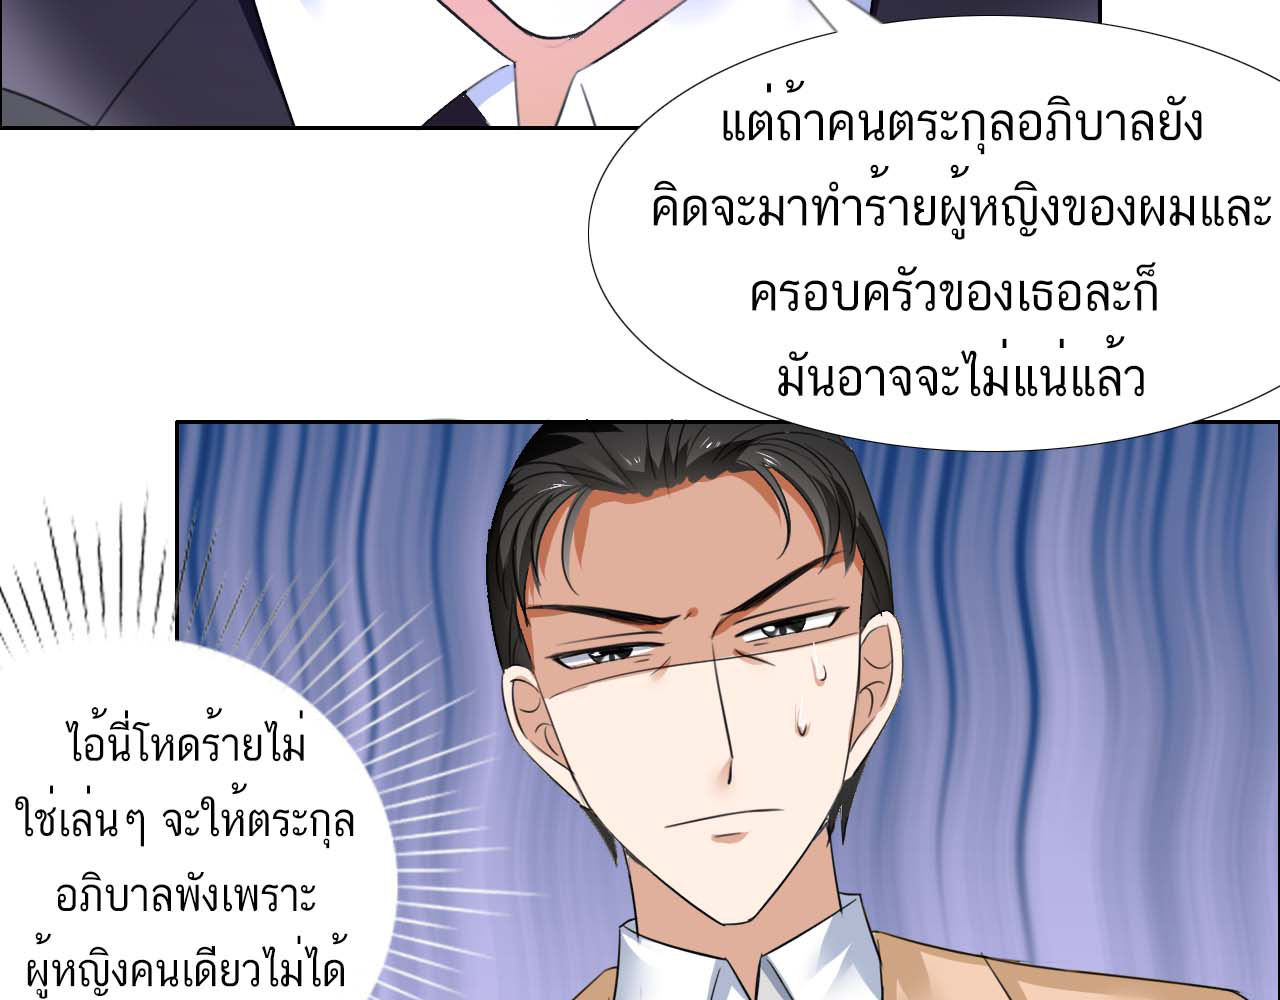 แต่ถ้าคนตระกุลอภิบาลยัง
คิดจะมาทำร้ายผู้หญิงของผมและ
ครอบครัวของเธอละก็
มันอาจจะไม่แน่แล้ว
ไอ้นี่โหดร้ายไม่
ใช่เล่นๆ จะให้ตระกุล
อภิบาลพังเพราะ
ผู้หญิงคนเดียวไม่ได้